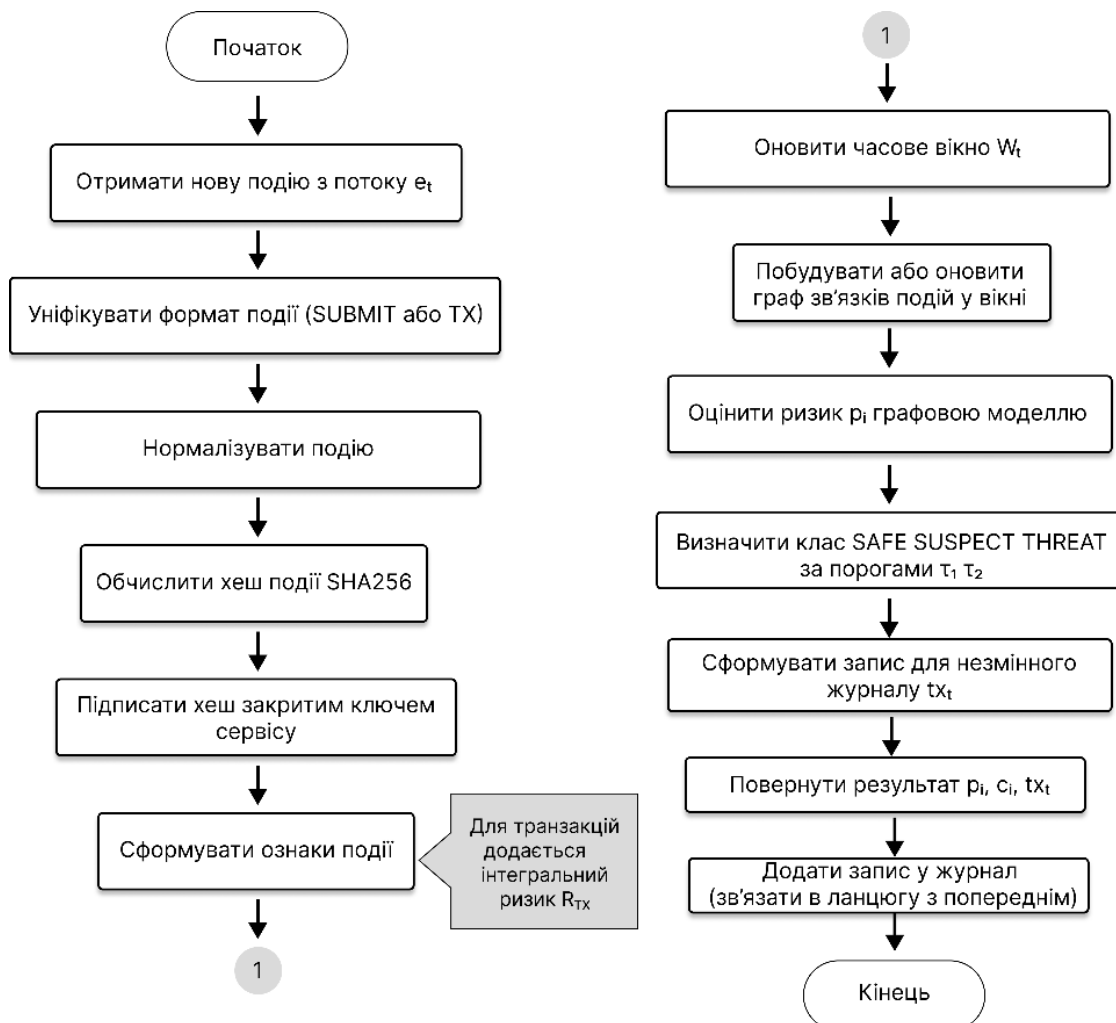 Початок
Отримати нову подію з потоку eₜ
Уніфікувати формат події (SUBMIT або TX)
Нормалізувати подію
Обчислити хеш події SHA256
Підписати хеш закритим ключем
сервісу
Сформувати ознаки події
Для транзакцій
додається
інтегральний
ризик R_TX
1
1
Оновити часове вікно Wₜ
Побудувати або оновити
граф зв'язків подій у вікні
Оцінити ризик pᵢ графовою моделлю
Визначити клас SAFE SUSPECT THREAT
за порогами τ₁ τ₂
Сформувати запис для незмінного
журналу txₜ
Повернути результат pᵢ, cᵢ, txₜ
Додати запис у журнал
(зв'язати в ланцюгу з попереднім)
Кінець